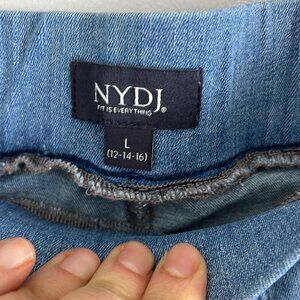 NYDJ®
FIT IS EVERYTHING
L
(12-14-16)